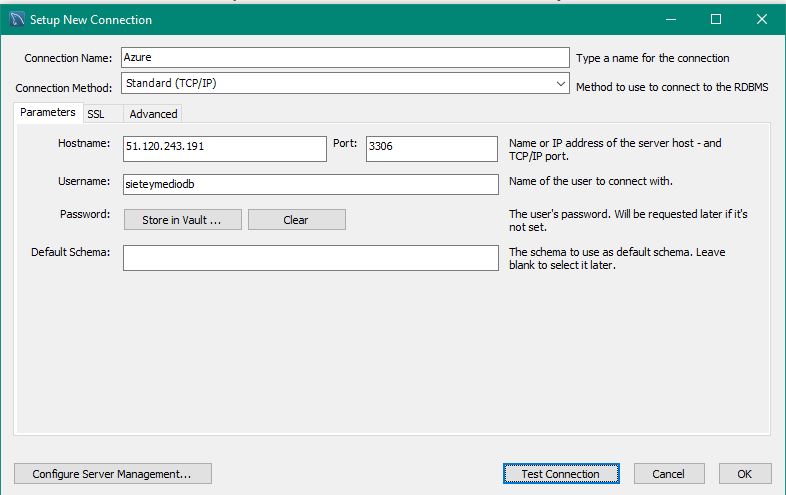 Setup New Connection
Connection Name: Azure Type a name for the connection
Connection Method: Standard (TCP/IP) Method to use to connect to the RDBMS
Parameters SSL Advanced
Hostname: 51.120.243.191 Port: 3306 Name or IP address of the server host - and
TCP/IP port.
Username: sieteymediodb Name of the user to connect with.
Password: Store in Vault ... Clear The user's password. Will be requested later if it's
not set.
Default Schema: The schema to use as default schema. Leave
blank to select it later.
Configure Server Management... Test Connection Cancel OK